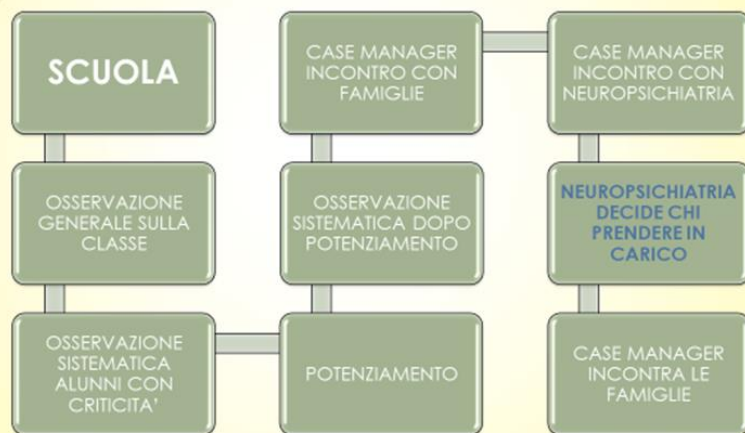 SCUOLA
OSSERVAZIONE
GENERALE SULLA
CLASSE
OSSERVAZIONE
SISTEMATICA
ALUNNI CON
CRITICITA'
POTENZIAMENTO
OSSERVAZIONE
SISTEMATICA DOPO
POTENZIAMENTO
CASE MANAGER
INCONTRO CON
FAMIGLIE
CASE MANAGER
INCONTRO CON
NEUROPSICHIATRIA
NEUROPSICHIATRIA
DECIDE CHI
PRENDERE IN
CARICO
CASE MANAGER
INCONTRA LE
FAMIGLIE